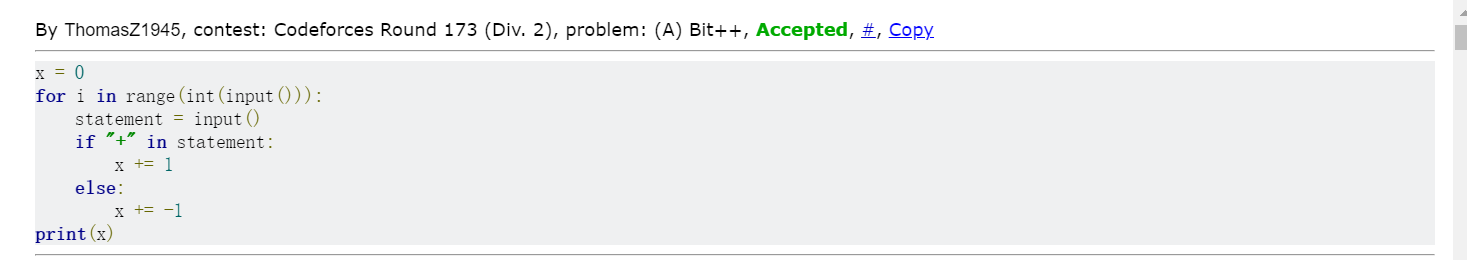 By ThomasZ1945, contest: Codeforces Round 173 (Div. 2), problem: (A) Bit++, Accepted, #, Copy
x = 0
for i in range(int(input())):
    statement = input()
    if "+" in statement:
        x += 1
    else:
        x += -1
print(x)